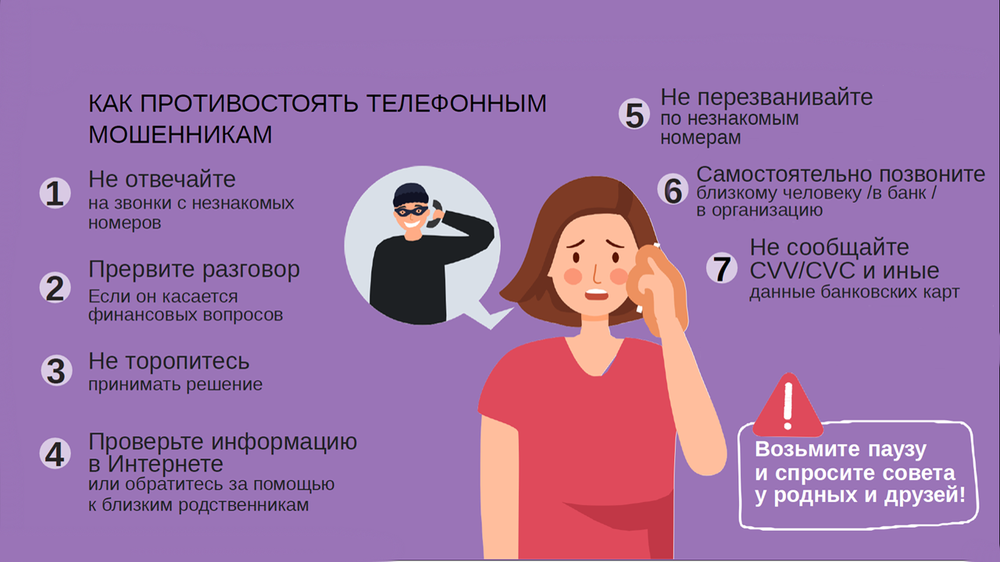 КАК ПРОТИВОСТОЯТЬ ТЕЛЕФОННЫМ
МОШЕННИКАМ
1
Не отвечайте
на звонки с незнакомых
номеров
2
Прервите разговор
Если он касается
финансовых вопросов
3
Не торопитесь
принимать решение
4
Проверьте информацию
в Интернете
или обратитесь за помощью
к близким родственникам
5
Не перезванивайте
по незнакомым
номерам
6
Самостоятельно позвоните
близкому человеку /в банк /
в организацию
7
Не сообщайте
CVV/CVC и иные
данные банковских карт
!
Возьмите паузу
и спросите совета
у родных и друзей!